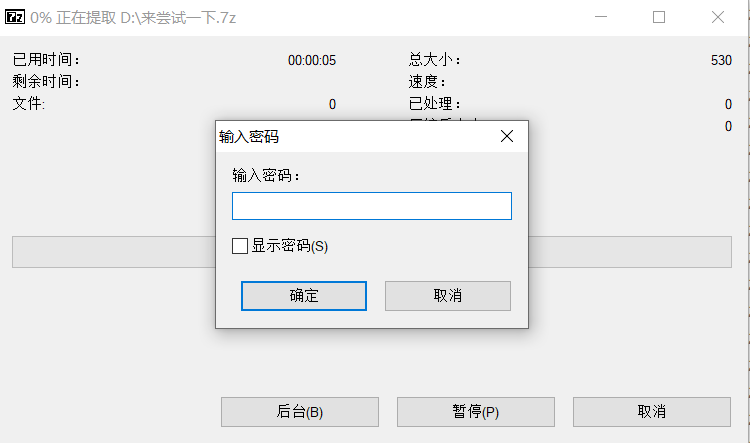 7z 0% 正在提取 D:\来尝试一下.7z
已用时间： 00:00:05 总大小： 530
剩余时间： 速度：
文件: 0 已处理： 0
0
输入密码
输入密码：
显示密码(S)
确定 取消
后台(B) 暂停(P) 取消